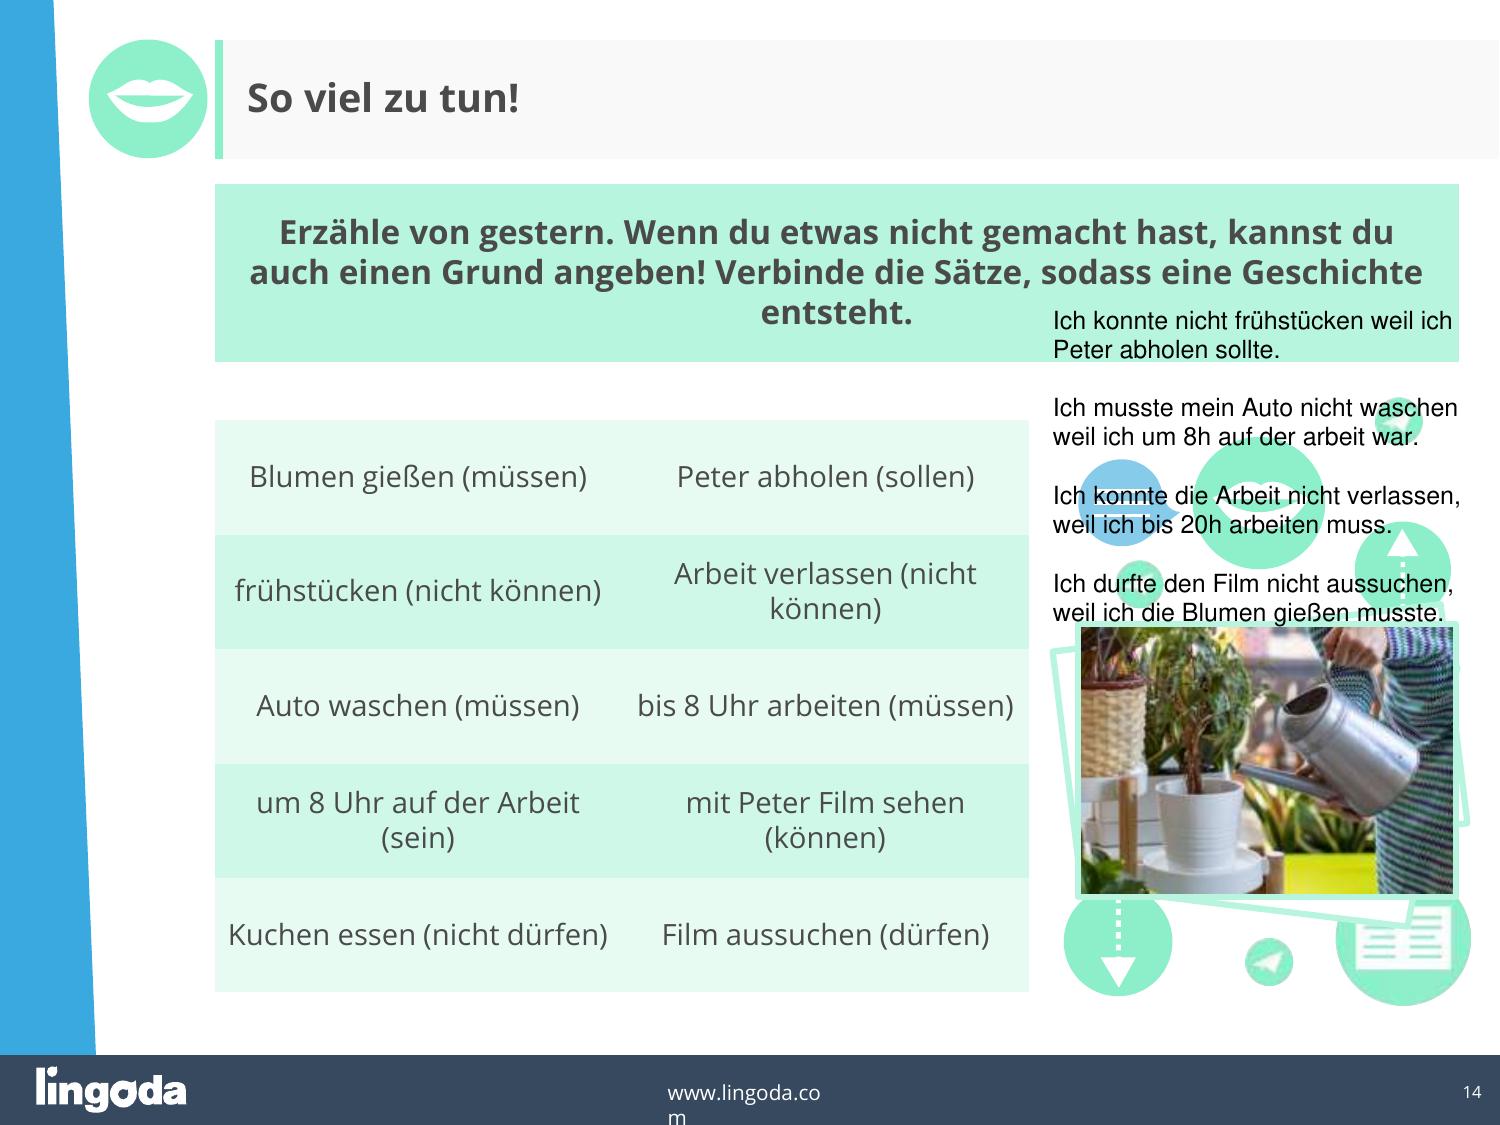 So viel zu tun!
Erzähle von gestern. Wenn du etwas nicht gemacht hast, kannst du
auch einen Grund angeben! Verbinde die Sätze, sodass eine Geschichte
entsteht.
Ich konnte nicht frühstücken weil ich
Peter abholen sollte.
Ich musste mein Auto nicht waschen
weil ich um 8h auf der arbeit war.
Ich konnte die Arbeit nicht verlassen,
weil ich bis 20h arbeiten muss.
Ich durfte den Film nicht aussuchen,
weil ich die Blumen gießen musste.
Blumen gießen (müssen)
Peter abholen (sollen)
frühstücken (nicht können)
Arbeit verlassen (nicht
können)
Auto waschen (müssen)
bis 8 Uhr arbeiten (müssen)
um 8 Uhr auf der Arbeit
(sein)
mit Peter Film sehen
(können)
Kuchen essen (nicht dürfen)
Film aussuchen (dürfen)
lingoda
www.lingoda.co
m
14